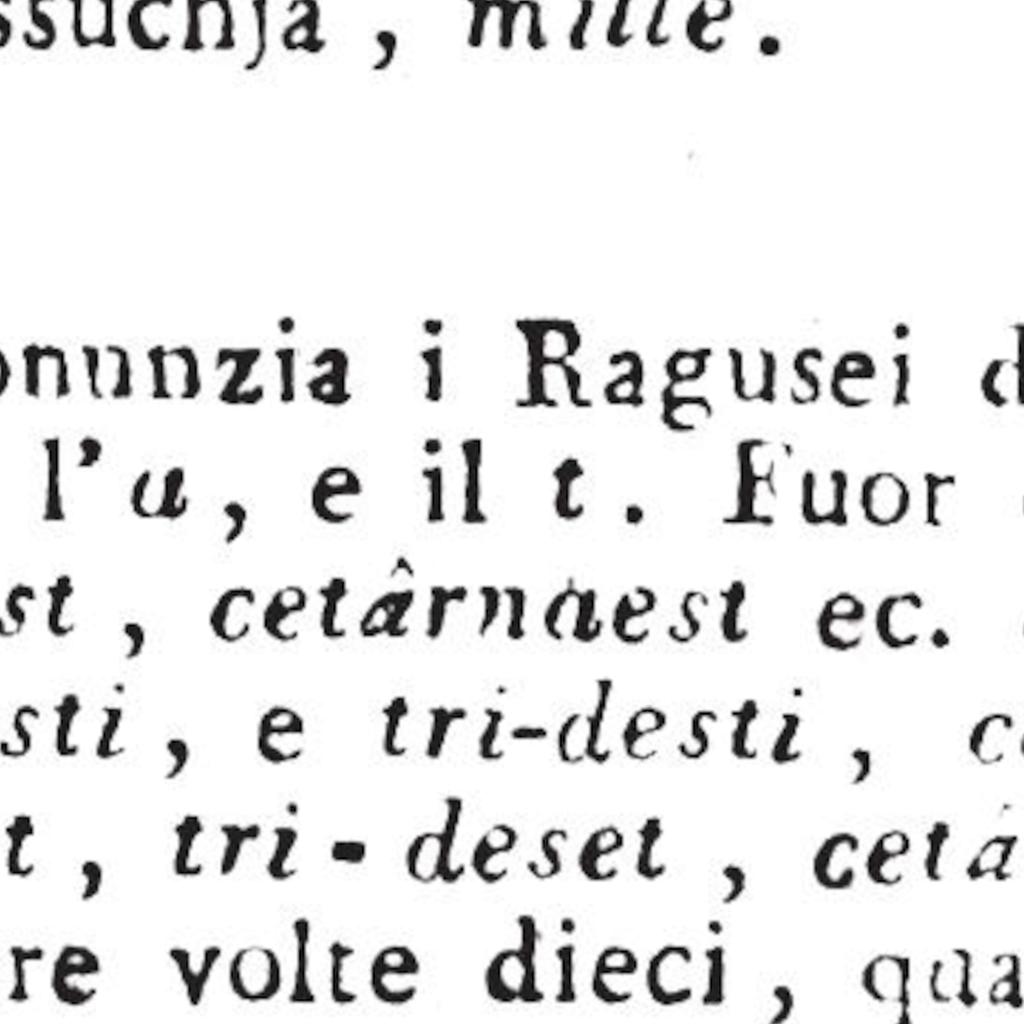 ssuchja , mille .
onunzia i Ragusei d
l'a , e il t . Fuor
st , cetârnaest ec.
sti , e tri-desti , ce
t , tri - deset , cetá
re volte dieci , qua